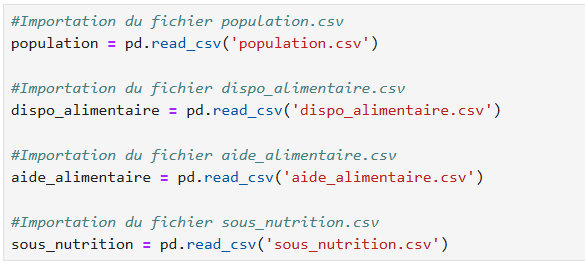 #Importation du fichier population.csv
population = pd.read_csv('population.csv')
#Importation du fichier dispo_alimentaire.csv
dispo_alimentaire = pd.read_csv('dispo_alimentaire.csv')
#Importation du fichier aide_alimentaire.csv
aide_alimentaire = pd.read_csv('aide_alimentaire.csv')
#Importation du fichier sous_nutrition.csv
sous_nutrition = pd.read_csv('sous_nutrition.csv')